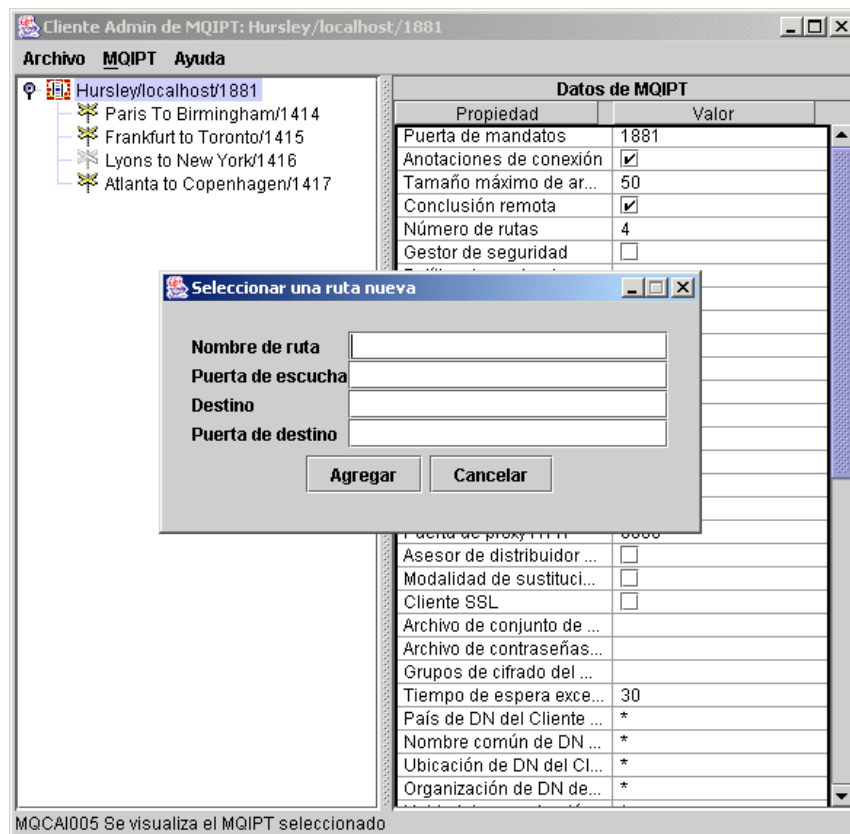 Cliente Admin de MQIPT: Hursley/localhost/1881
Archivo MQIPT Ayuda
Hursley/localhost/1881
Paris To Birmingham/1414
Frankfurt to Toronto/1415
Lyons to New York/1416
Atlanta to Copenhagen/1417
Datos de MQIPT
Propiedad Valor
Puerta de mandatos 1881
Anotaciones de conexión
Tamaño máximo de ar... 50
Conclusión remota
Número de rutas 4
Gestor de seguridad
Seleccionar una ruta nueva
Nombre de ruta
Puerta de escucha
Destino
Puerta de destino
Agregar Cancelar
Asesor de distribuidor ...
Modalidad de sustituci...
Cliente SSL
Archivo de conjunto de ...
Archivo de contraseñas...
Grupos de cifrado del ...
Tiempo de espera exce... 30
País de DN del Cliente ... *
Nombre común de DN ... *
Ubicación de DN del Cl... *
Organización de DN de... *
MQCAI005 Se visualiza el MQIPT seleccionado